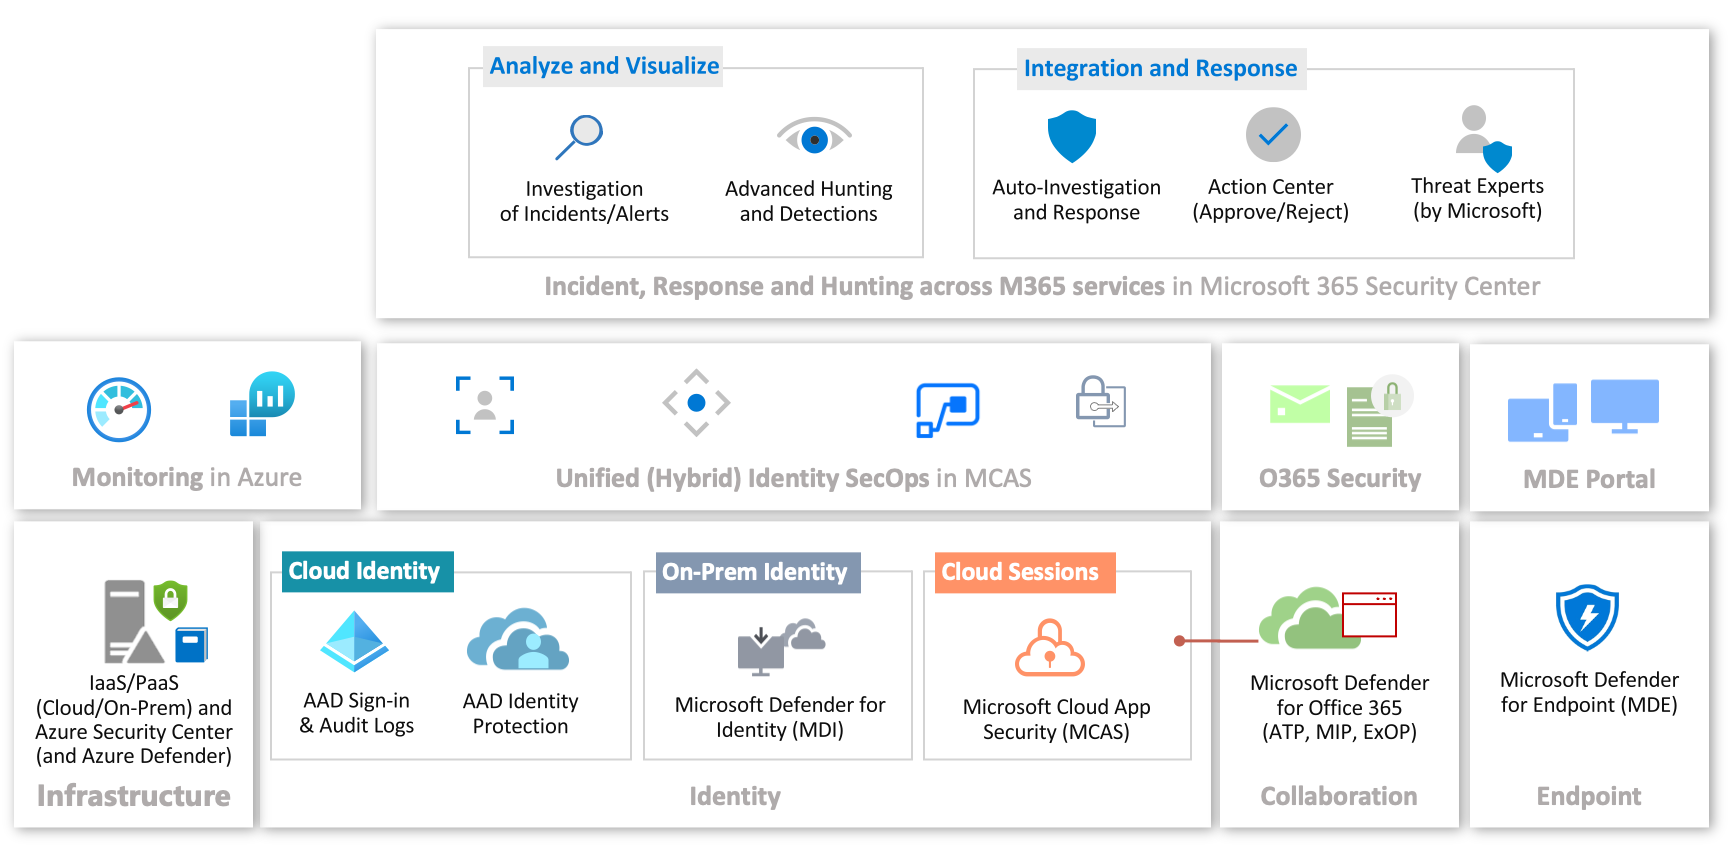 Analyze and Visualize
Investigation
of Incidents/Alerts
Advanced Hunting
and Detections
Integration and Response
Auto-Investigation
and Response
Action Center
(Approve/Reject)
Threat Experts
(by Microsoft)
Incident, Response and Hunting across M365 services in Microsoft 365 Security Center
Monitoring in Azure
Unified (Hybrid) Identity SecOps in MCAS
O365 Security
MDE Portal
IaaS/PaaS
(Cloud/On-Prem) and
Azure Security Center
(and Azure Defender)
Infrastructure
Cloud Identity
AAD Sign-in
& Audit Logs
AAD Identity
Protection
On-Prem Identity
Microsoft Defender for
Identity (MDI)
Cloud Sessions
Microsoft Cloud App
Security (MCAS)
Identity
Microsoft Defender
for Office 365
(ATP, MIP, ExOP)
Collaboration
Microsoft Defender
for Endpoint (MDE)
Endpoint